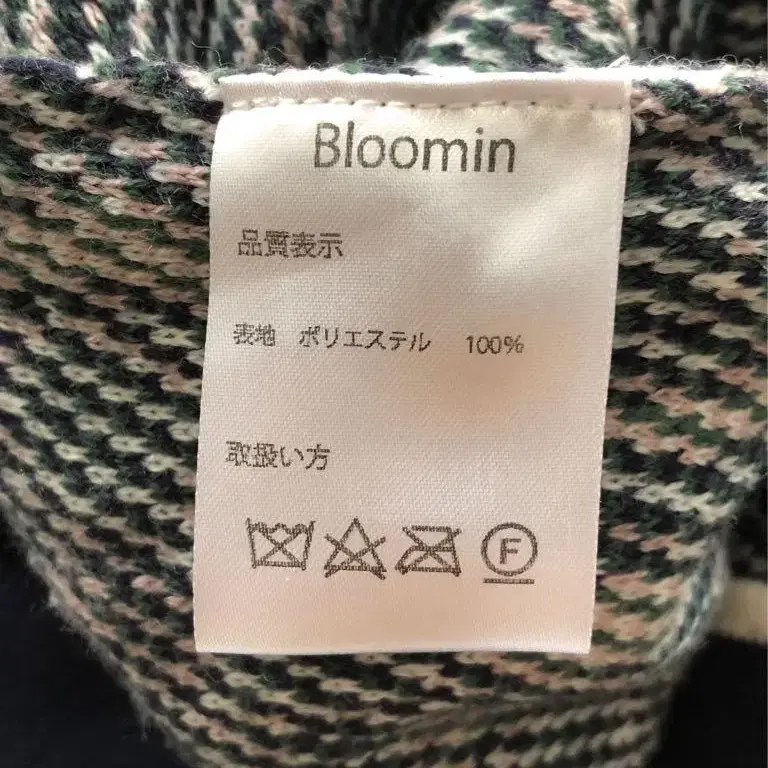 Bloomin
品質表示
表地 ポリエステル 100%
取扱い方
F